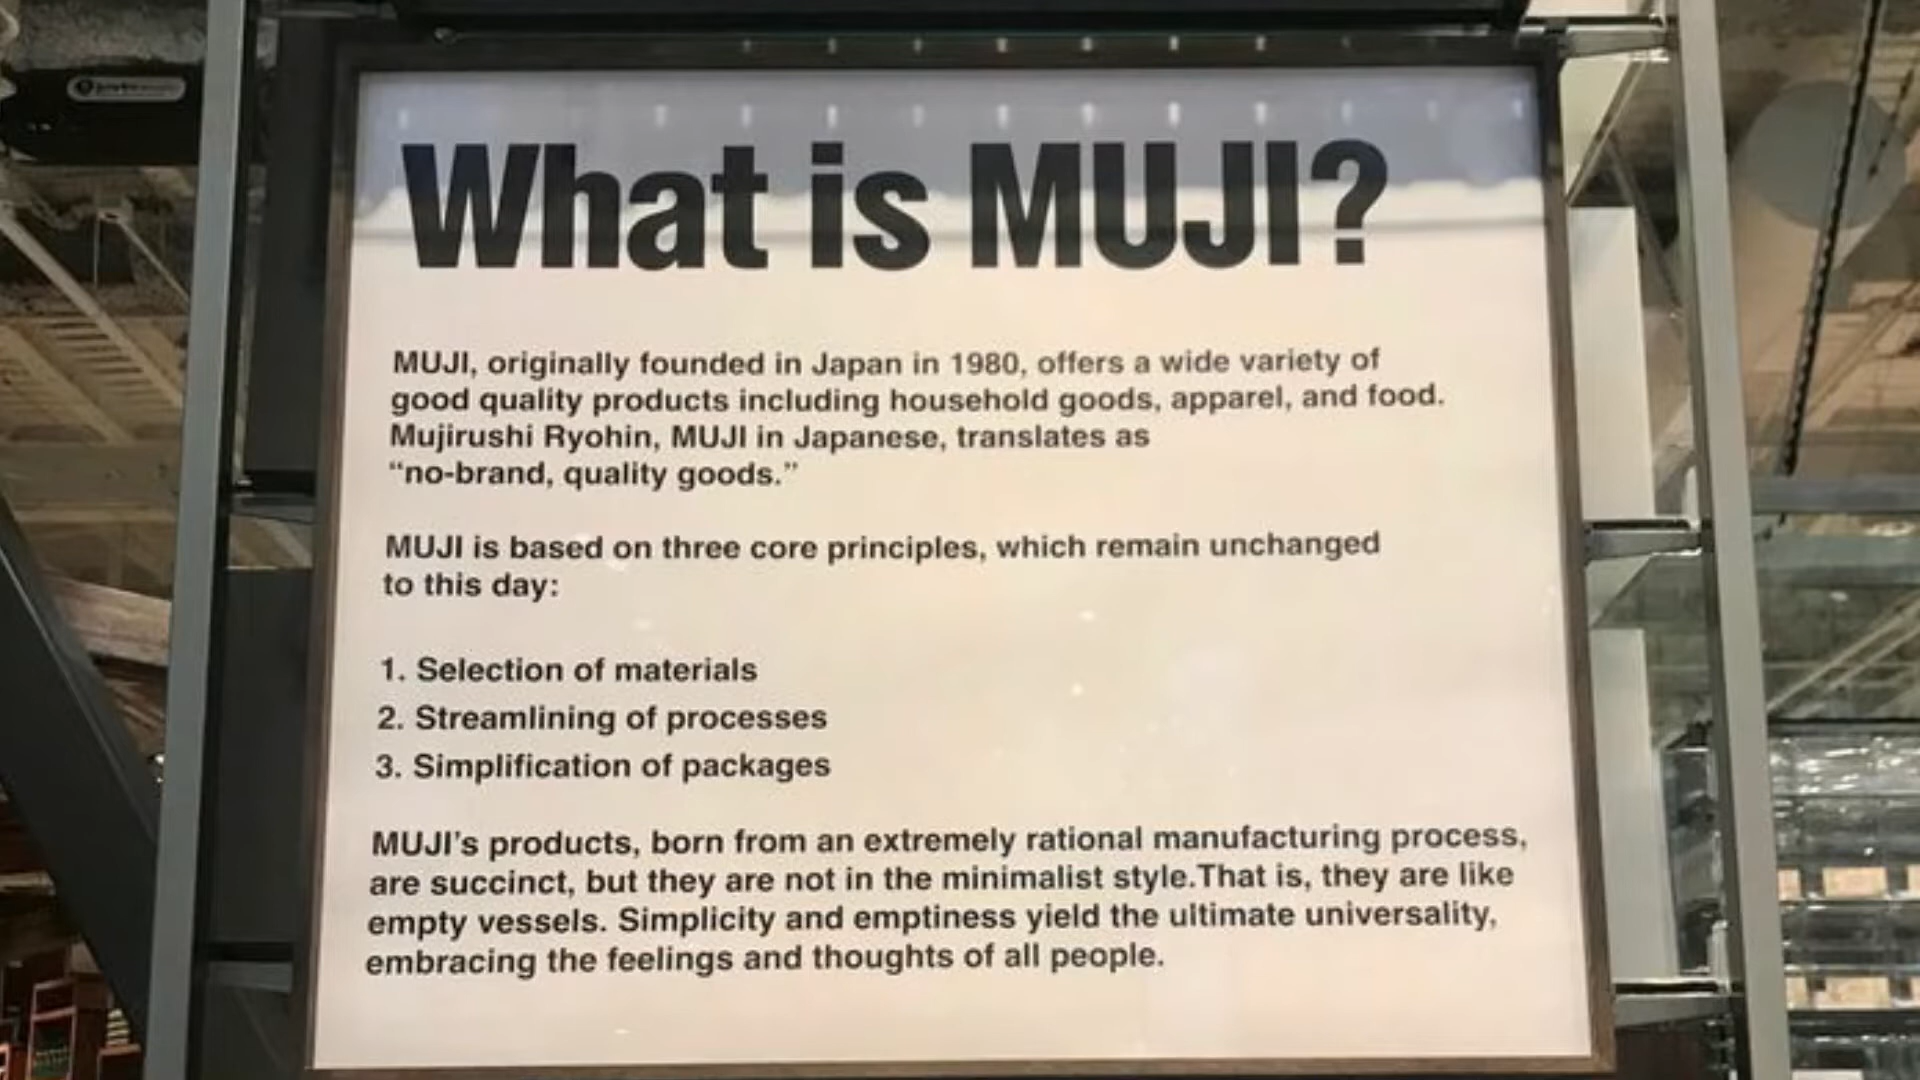 What is MUJI?
MUJI, originally founded in Japan in 1980, offers a wide variety of
good quality products including household goods, apparel, and food.
Mujirushi Ryohin, MUJI in Japanese, translates as
“no-brand, quality goods.”
MUJI is based on three core principles, which remain unchanged
to this day:
1. Selection of materials
2. Streamlining of processes
3. Simplification of packages
MUJI’s products, born from an extremely rational manufacturing process,
are succinct, but they are not in the minimalist style.That is, they are like
empty vessels. Simplicity and emptiness yield the ultimate universality,
embracing the feelings and thoughts of all people.